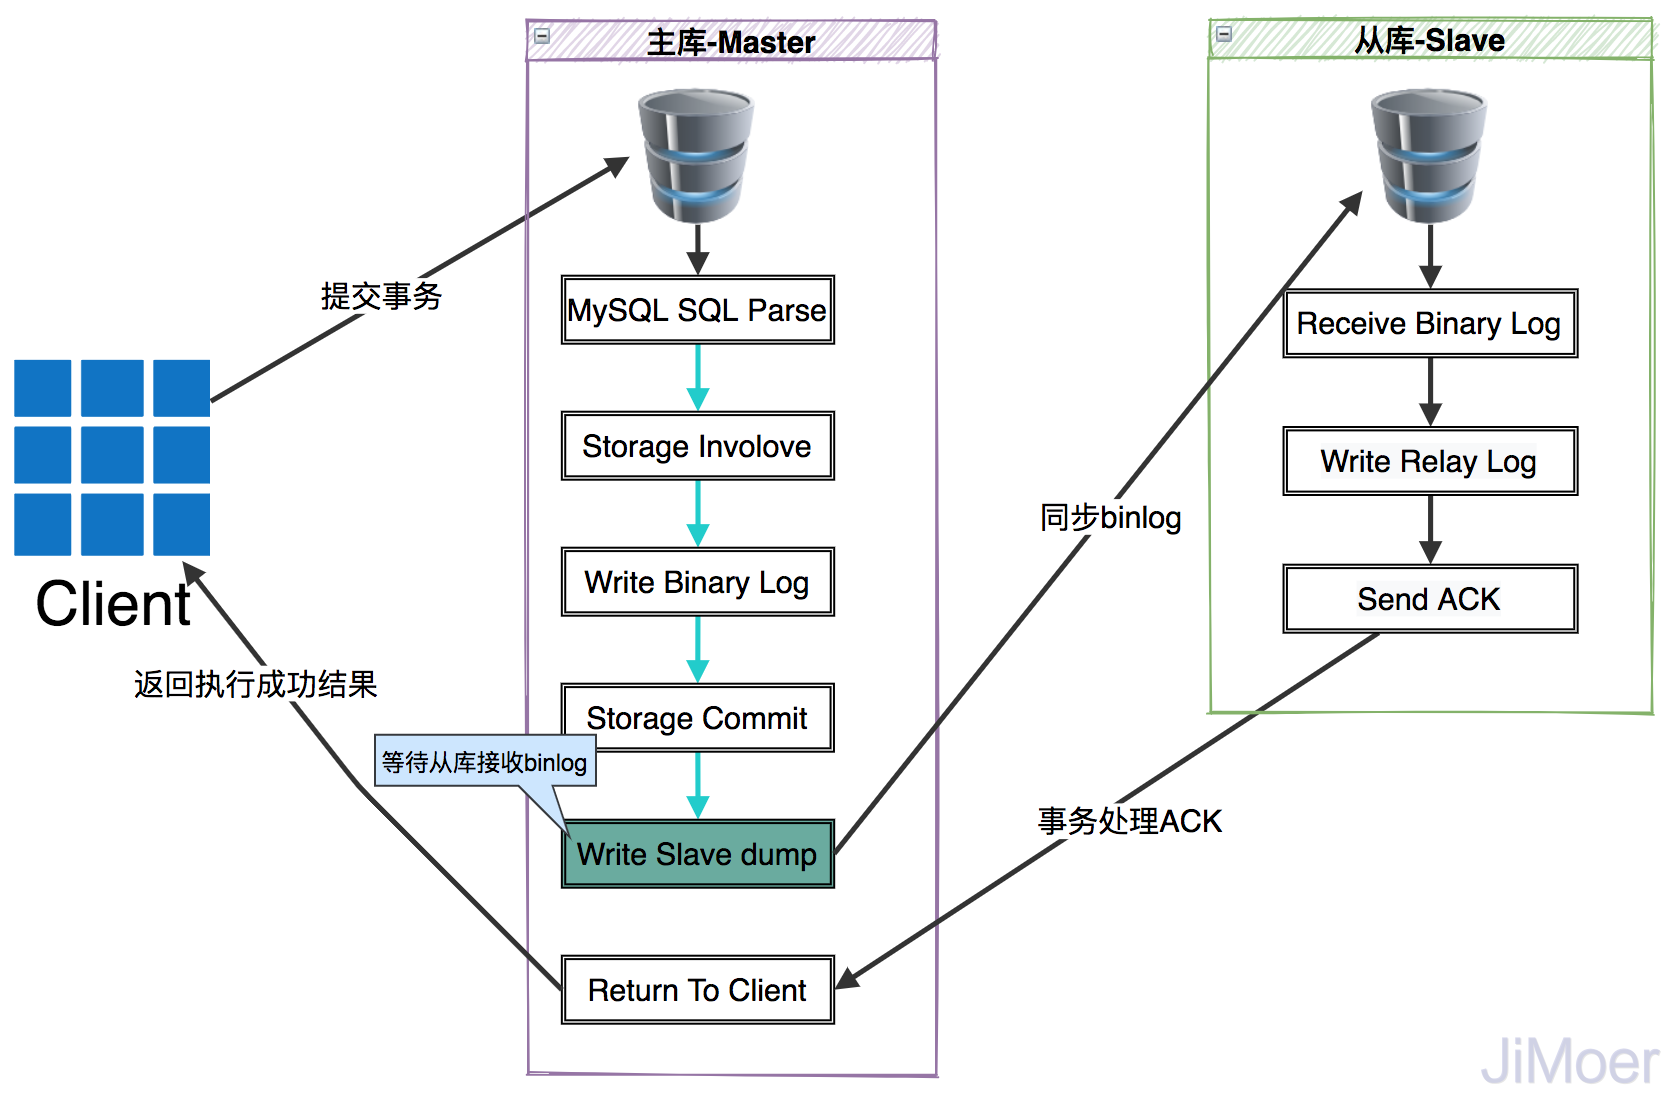 主库-Master
从库-Slave
提交事务
MySQL SQL Parse
Receive Binary Log
Storage Involove
Write Relay Log
同步binlog
Write Binary Log
Send ACK
Client
返回执行成功结果
Storage Commit
等待从库接收binlog
事务处理ACK
Write Slave dump
Return To Client
JiMoer